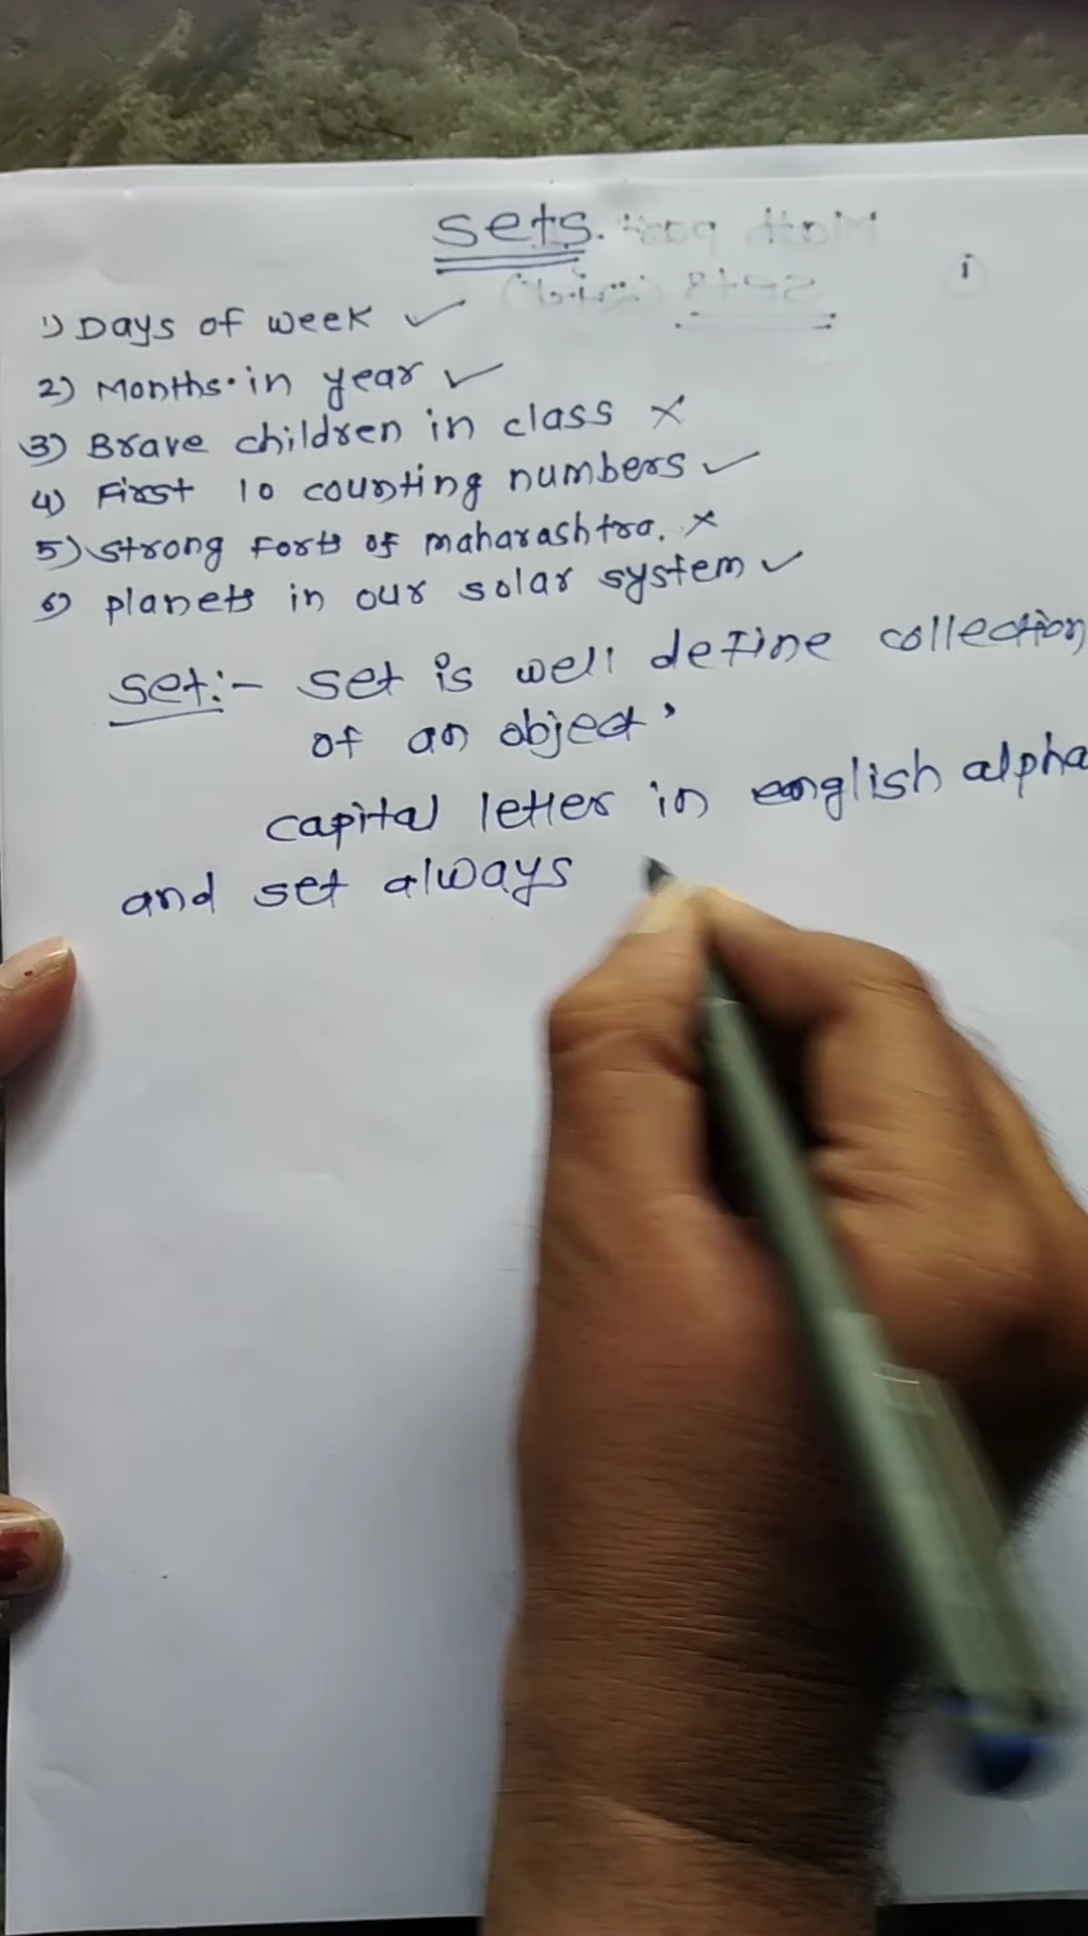 sets.
i
1) Days of week ✓
2) Months in year ✓
3) Brave children in class ×
4) First 10 counting numbers ✓
5) strong Forts of maharashtra. ×
6) planets in our solar system ✓
set:- set is well define collection
of an object,
capital letter in english alpha
and set always